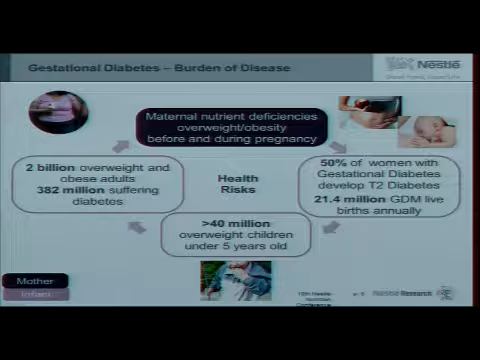 Gestational Diabetes – Burden of Disease
Nestlé
Maternal nutrient deficiencies
overweight/obesity
before and during pregnancy
2 billion overweight and
obese adults
382 million suffering
diabetes
Health
Risks
50% of women with
Gestational Diabetes
develop T2 Diabetes
21.4 million GDM live
births annually
>40 million
overweight children
under 5 years old
Mother
Infant
Nutrition
Conference
Nestlé Research